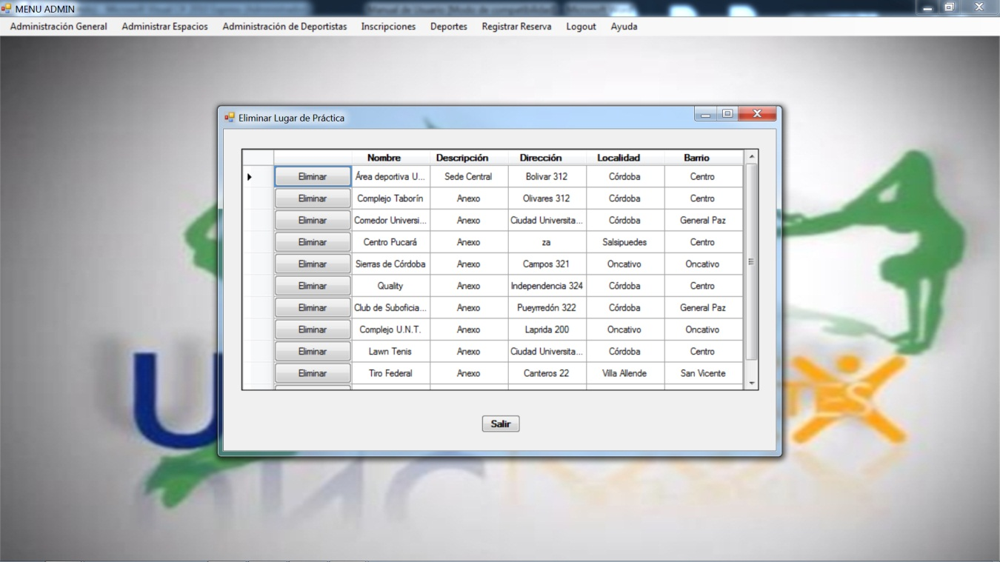 MENU ADMIN
Administración General Administrar Espacios Administración de Deportistas Inscripciones Deportes Registrar Reserva Logout Ayuda
Eliminar Lugar de Práctica
Nombre Descripción Dirección Localidad Barrio
Eliminar Área deportiva U... Sede Central Bolivar 312 Córdoba Centro
Eliminar Complejo Taborín Anexo Olivares 312 Córdoba Centro
Eliminar Comedor Universi... Anexo Ciudad Universita... Córdoba General Paz
Eliminar Centro Pucará Anexo za Salsipuedes Centro
Eliminar Sierras de Córdoba Anexo Campos 321 Oncativo Oncativo
Eliminar Quality Anexo Independencia 324 Córdoba Centro
Eliminar Club de Suboficia... Anexo Pueyrredón 322 Córdoba General Paz
Eliminar Complejo U.N.T. Anexo Laprida 200 Oncativo Oncativo
Eliminar Lawn Tenis Anexo Ciudad Universita... Córdoba Centro
Eliminar Tiro Federal Anexo Canteros 22 Villa Allende San Vicente
Salir